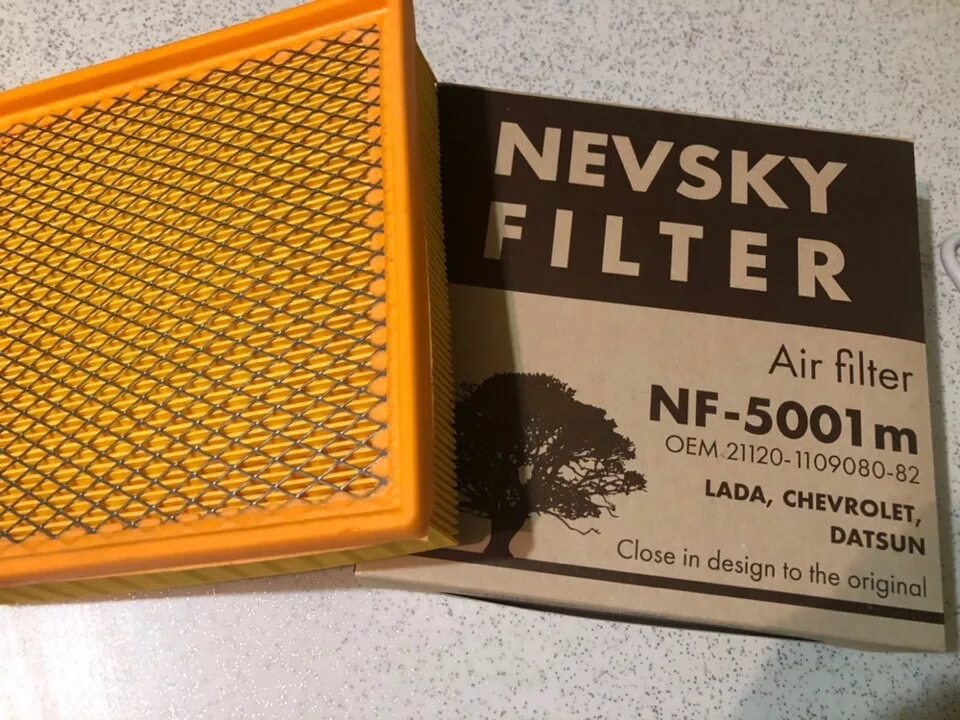 NEVSKY
FILTER
Air filter
NF-5001m
OEM 21120-1109080-82
LADA, CHEVROLET,
DATSUN
Close in design to the original